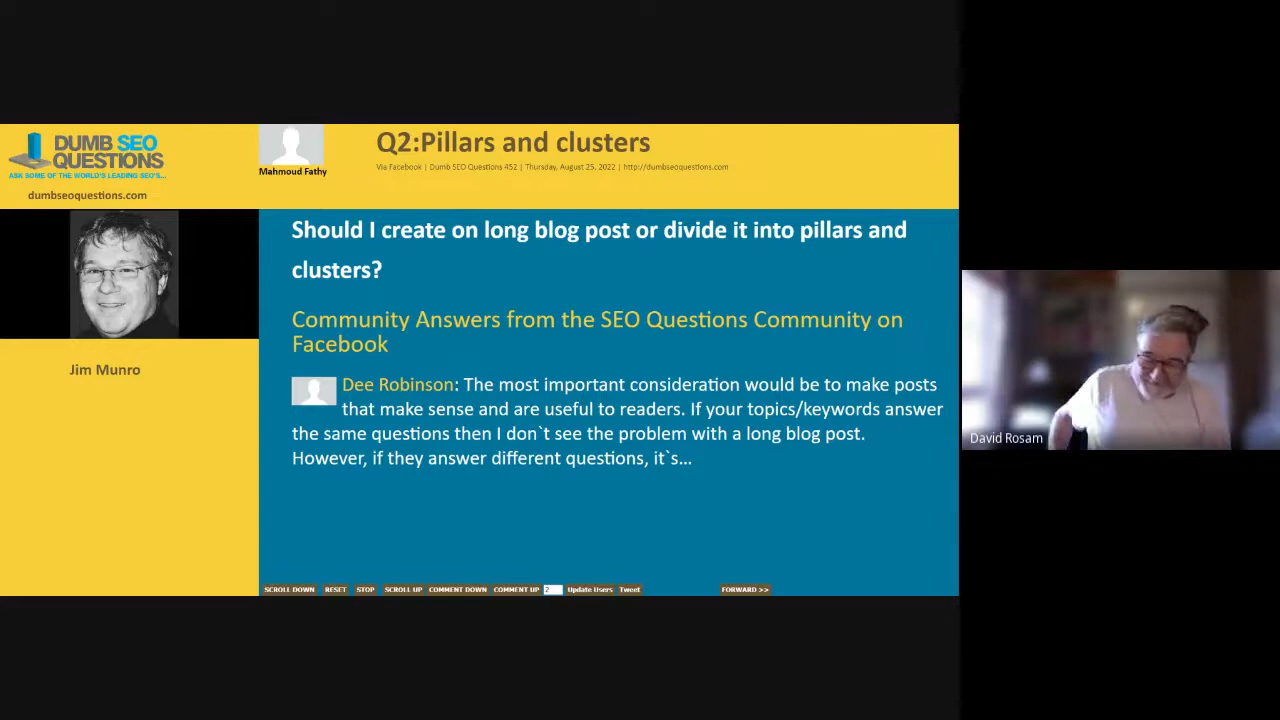 DUMB SEO
QUESTIONS
ASK SOME OF THE WORLD'S LEADING SEO'S...
dumbseoquestions.com
Mahmoud Fathy
Q2:Pillars and clusters
Via Facebook | Dumb SEO Questions 452 | Thursday, August 25, 2022 | http://dumbseoquestions.com
Jim Munro
Should I create on long blog post or divide it into pillars and
clusters?
Community Answers from the SEO Questions Community on
Facebook
Dee Robinson: The most important consideration would be to make posts
that make sense and are useful to readers. If your topics/keywords answer
the same questions then I don`t see the problem with a long blog post.
However, if they answer different questions, it`s...
SCROLL DOWN RESET STOP SCROLL UP COMMENT DOWN COMMENT UP 2 Update Users Tweet FORWARD >>
David Rosam